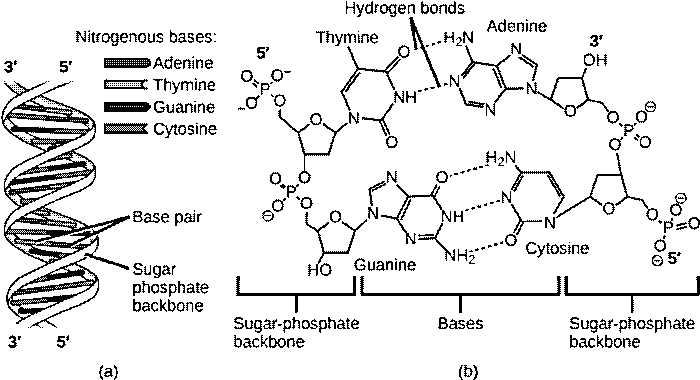 Nitrogenous bases:
3′ 5′
Adenine
Thymine
Guanine
Cytosine
Base pair
Sugar
phosphate
backbone
3′ 5′
(a)
Hydrogen bonds
Thymine
Adenine
5′
3′
O
H₂N
N
N
OH
O⁻
O P
⁻O
O
NH
N
N
N
O
O
O
N
O
O
P O
⊖
O
O
O
O P O
⊖
O
H₂N
N
O
N
NH
N
N
N
O
O
O
P O
⊖
⊖
5′
O
N
NH₂
O
HO
Guanine
Cytosine
Sugar-phosphate
backbone
Bases
Sugar-phosphate
backbone
(b)